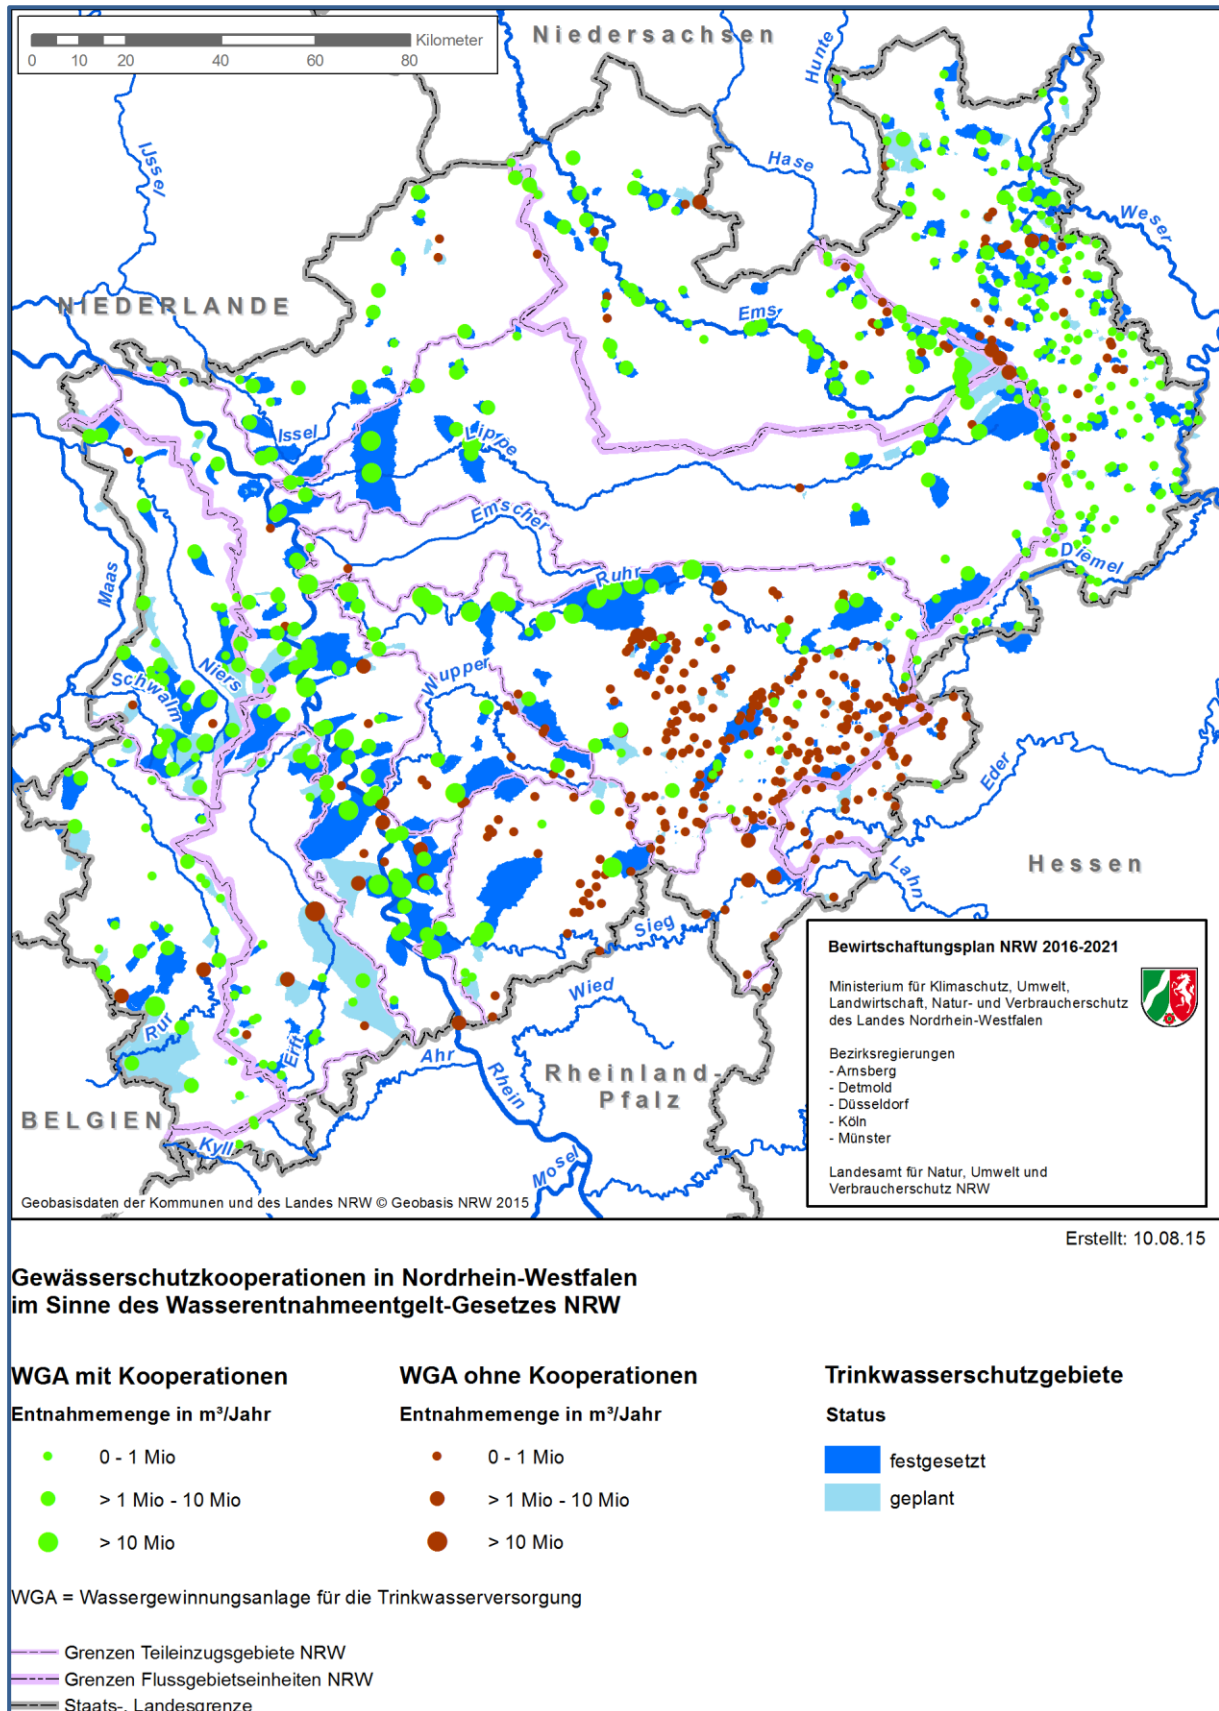 Kilometer
0 10 20 40 60 80
Niedersachsen
Hunte
IJssel
Hase
Weser
NIEDERLANDE
Ems
Issel
Lippe
Emscher
Diemel
Maas
Ruhr
Niers
Schwalm
Wupper
Eder
Hessen
Lahn
Sieg
Wied
Rur
Erft
Ahr
Rhein
Rheinland-
Pfalz
BELGIEN
Kyll
Mosel
Bewirtschaftungsplan NRW 2016-2021
Ministerium für Klimaschutz, Umwelt,
Landwirtschaft, Natur- und Verbraucherschutz
des Landes Nordrhein-Westfalen
Bezirksregierungen
- Arnsberg
- Detmold
- Düsseldorf
- Köln
- Münster
Landesamt für Natur, Umwelt und
Verbraucherschutz NRW
Geobasisdaten der Kommunen und des Landes NRW © Geobasis NRW 2015
Erstellt: 10.08.15
Gewässerschutzkooperationen in Nordrhein-Westfalen
im Sinne des Wasserentnahmeentgelt-Gesetzes NRW
WGA mit Kooperationen
Entnahmemenge in m³/Jahr
0 - 1 Mio
> 1 Mio - 10 Mio
> 10 Mio
WGA ohne Kooperationen
Entnahmemenge in m³/Jahr
0 - 1 Mio
> 1 Mio - 10 Mio
> 10 Mio
Trinkwasserschutzgebiete
Status
festgesetzt
geplant
WGA = Wassergewinnungsanlage für die Trinkwasserversorgung
Grenzen Teileinzugsgebiete NRW
Grenzen Flussgebietseinheiten NRW
Staats-, Landesgrenze